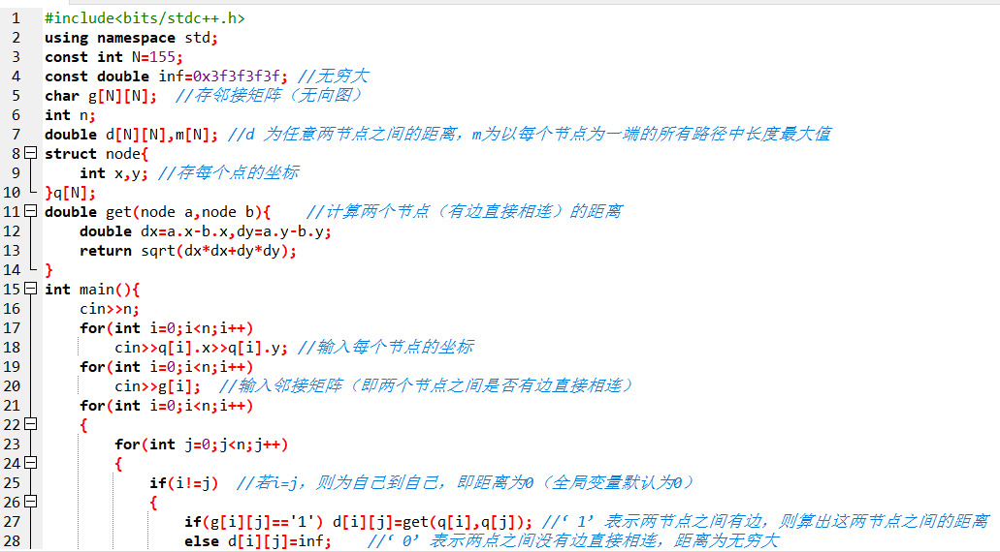 1 #include<bits/stdc++.h>
2 using namespace std;
3 const int N=155;
4 const double inf=0x3f3f3f3f; //无穷大
5 char g[N][N];  //存邻接矩阵（无向图）
6 int n;
7 double d[N][N],m[N]; //d 为任意两节点之间的距离，m为以每个节点为一端的所有路径中长度最大值
8 struct node{
9     int x,y; //存每个点的坐标
10 }q[N];
11 double get(node a,node b){    //计算两个节点（有边直接相连）的距离
12     double dx=a.x-b.x,dy=a.y-b.y;
13     return sqrt(dx*dx+dy*dy);
14 }
15 int main(){
16     cin>>n;
17     for(int i=0;i<n;i++)
18         cin>>q[i].x>>q[i].y; //输入每个节点的坐标
19     for(int i=0;i<n;i++)
20         cin>>g[i];  //输入邻接矩阵（即两个节点之间是否有边直接相连）
21     for(int i=0;i<n;i++)
22     {
23         for(int j=0;j<n;j++)
24         {
25             if(i!=j)  //若i=j，则为自己到自己，即距离为0（全局变量默认为0）
26             {
27                 if(g[i][j]=='1') d[i][j]=get(q[i],q[j]); //‘1’表示两节点之间有边，则算出这两节点之间的距离
28                 else d[i][j]=inf;    //‘0’表示两点之间没有边直接相连，距离为无穷大